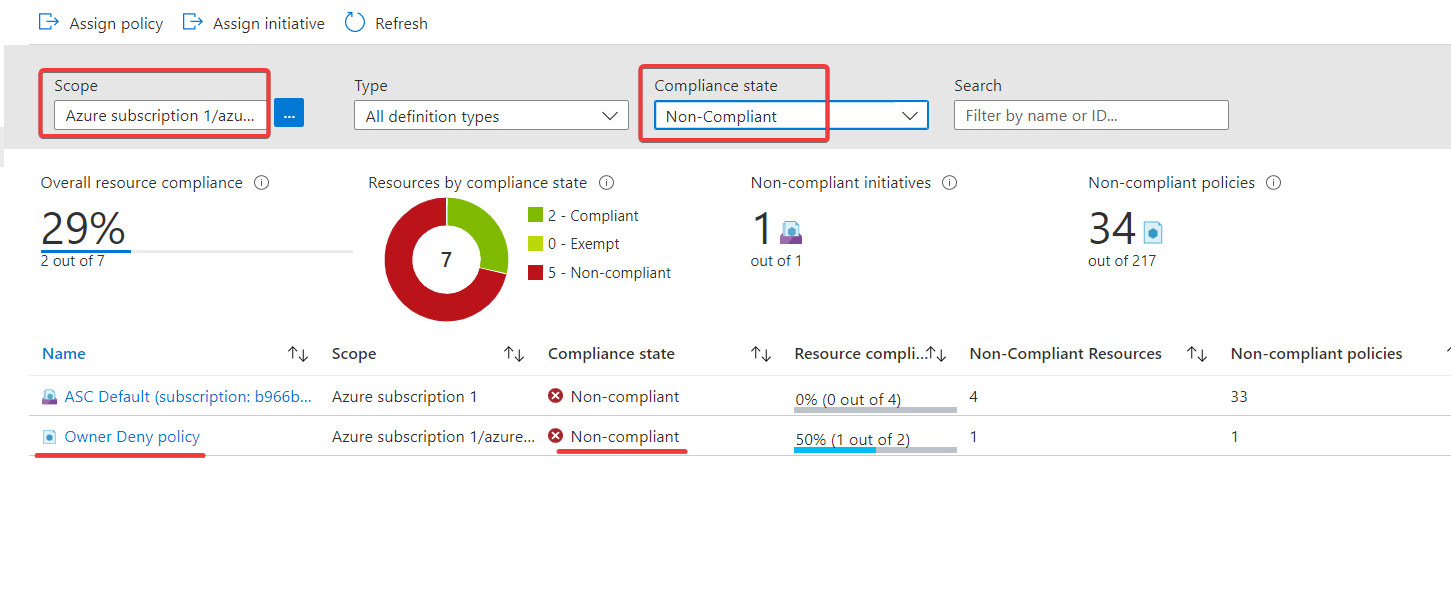 Assign policy Assign initiative Refresh
Scope Type Compliance state Search
Azure subscription 1/azu... ... All definition types Non-Compliant Filter by name or ID...
Overall resource compliance Resources by compliance state Non-compliant initiatives Non-compliant policies
29% 2 - Compliant 1 34
2 out of 7 7 0 - Exempt out of 1 out of 217
5 - Non-compliant
Name Scope Compliance state Resource compli... Non-Compliant Resources Non-compliant policies
ASC Default (subscription: b966b... Azure subscription 1 Non-compliant 0% (0 out of 4) 4 33
Owner Deny policy Azure subscription 1/azure... Non-compliant 50% (1 out of 2) 1 1